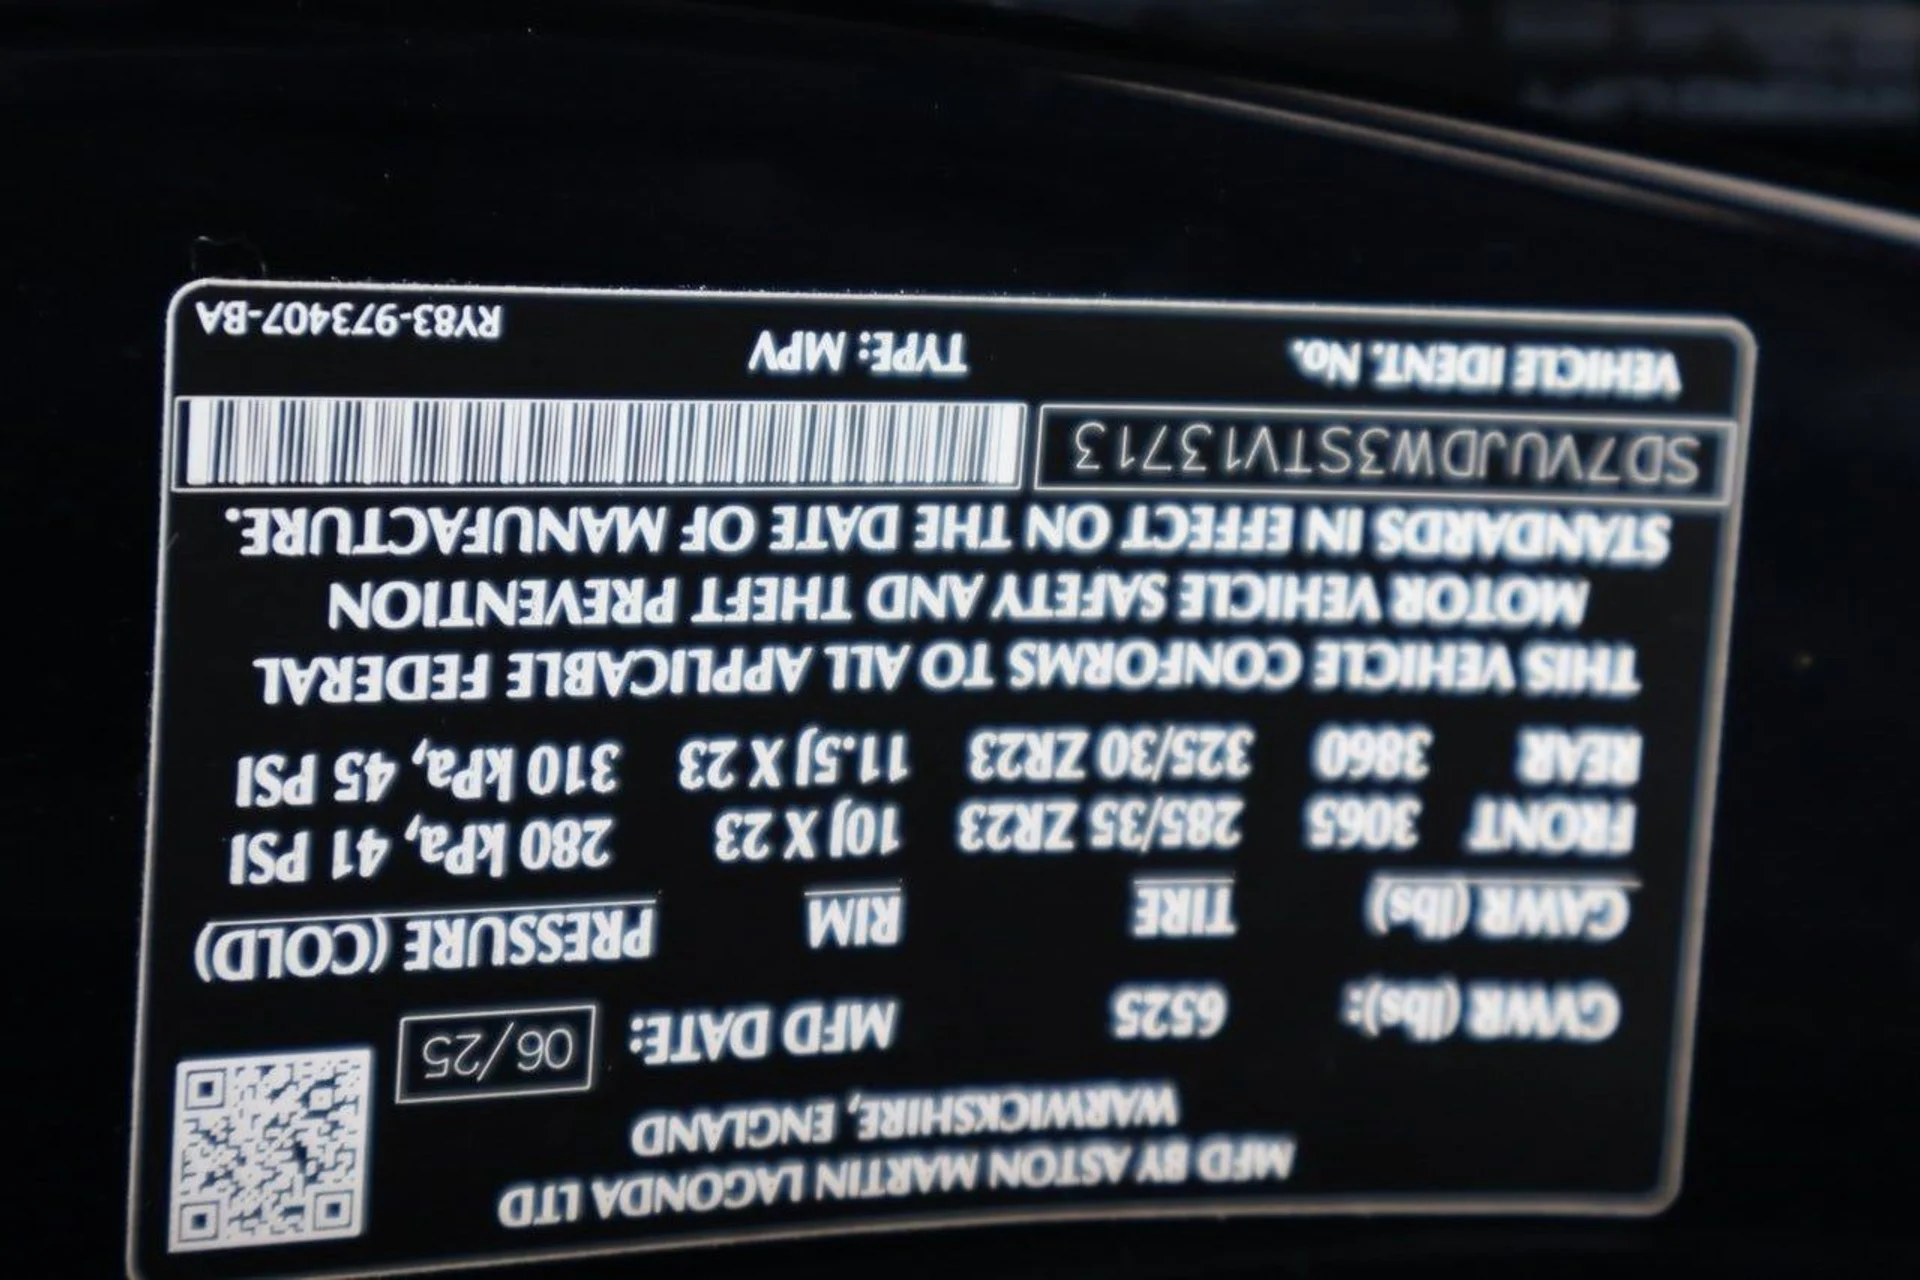 MFD BY ASTON MARTIN LAGONDA LTD
WARWICKSHIRE, ENGLAND
GVWR (lbs): 6525 MFD DATE: 06/25
GAWR (lbs) TIRE RIM PRESSURE (COLD)
FRONT 3065 285/35 ZR23 10J X 23 280 kPa, 41 PSI
REAR 3860 325/30 ZR23 11.5J X 23 310 kPa, 45 PSI
THIS VEHICLE CONFORMS TO ALL APPLICABLE FEDERAL
MOTOR VEHICLE SAFETY AND THEFT PREVENTION
STANDARDS IN EFFECT ON THE DATE OF MANUFACTURE.
SD7VUJDW3STV13713
VEHICLE IDENT. No. TYPE: MPV RY83-973407-BA